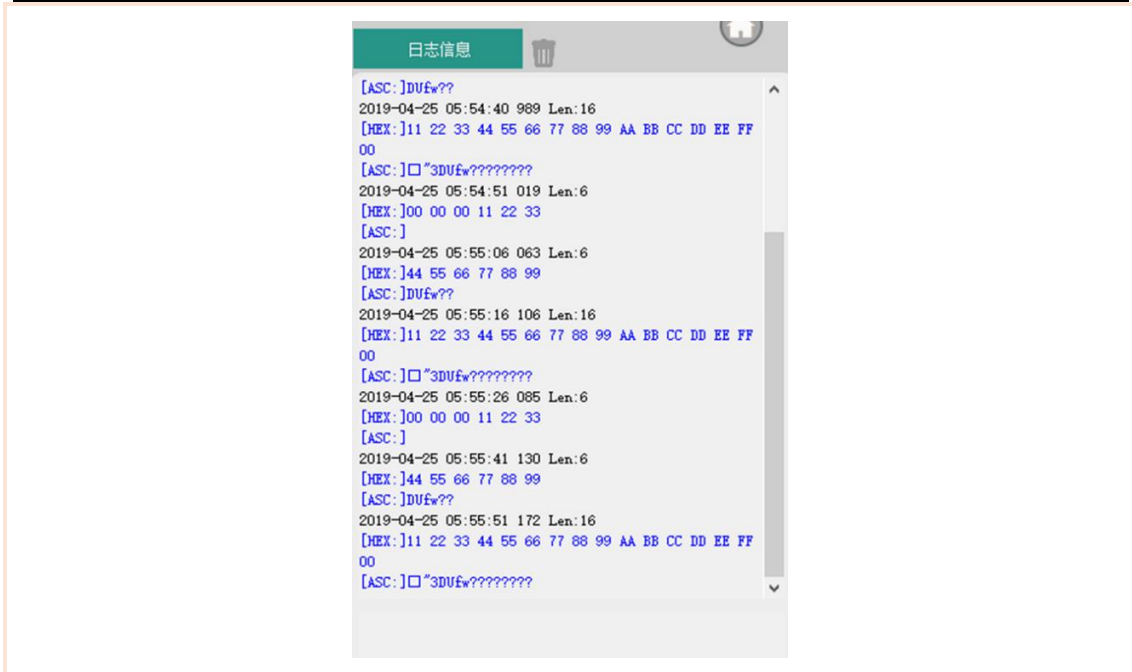 日志信息
[ASC:]DUfw??
2019-04-25 05:54:40 989 Len:16
[HEX:]11 22 33 44 55 66 77 88 99 AA BB CC DD EE FF
00
[ASC:]□"3DUfw????????
2019-04-25 05:54:51 019 Len:6
[HEX:]00 00 00 11 22 33
[ASC:]
2019-04-25 05:55:06 063 Len:6
[HEX:]44 55 66 77 88 99
[ASC:]DUfw??
2019-04-25 05:55:16 106 Len:16
[HEX:]11 22 33 44 55 66 77 88 99 AA BB CC DD EE FF
00
[ASC:]□"3DUfw????????
2019-04-25 05:55:26 085 Len:6
[HEX:]00 00 00 11 22 33
[ASC:]
2019-04-25 05:55:41 130 Len:6
[HEX:]44 55 66 77 88 99
[ASC:]DUfw??
2019-04-25 05:55:51 172 Len:16
[HEX:]11 22 33 44 55 66 77 88 99 AA BB CC DD EE FF
00
[ASC:]□"3DUfw????????